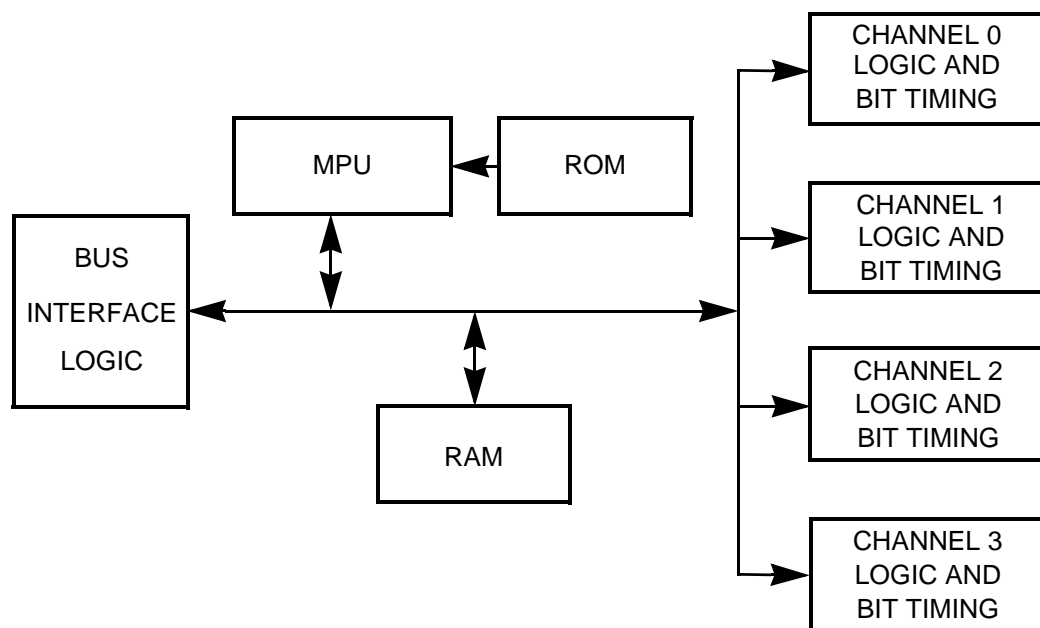 CHANNEL 0
LOGIC AND
BIT TIMING
MPU
ROM
CHANNEL 1
LOGIC AND
BIT TIMING
BUS
INTERFACE
LOGIC
CHANNEL 2
LOGIC AND
BIT TIMING
RAM
CHANNEL 3
LOGIC AND
BIT TIMING